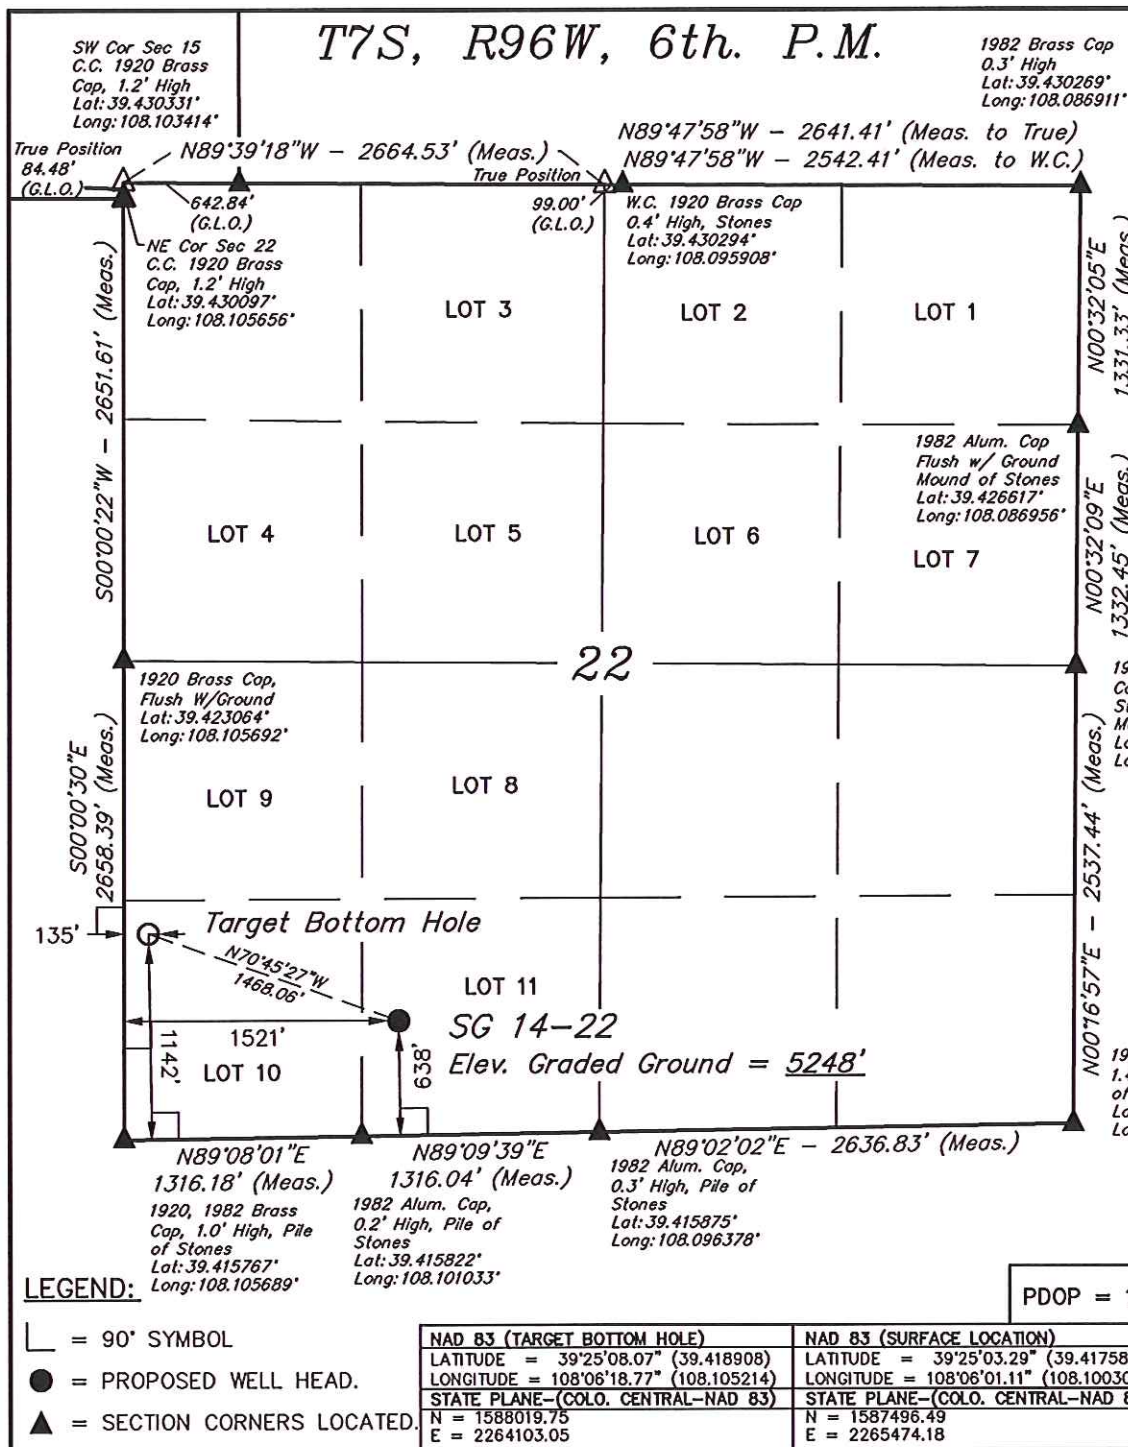 T7S, R96W, 6th. P.M.
SW Cor Sec 15
C.C. 1920 Brass
Cap, 1.2' High
Lat: 39.430331°
Long: 108.103414°
1982 Brass Cap
0.3' High
Lat: 39.430269°
Long: 108.086911°
True Position
84.48'
(G.L.O.)
N89°39'18"W - 2664.53' (Meas.)
True Position
N89°47'58"W - 2641.41' (Meas. to True)
N89°47'58"W - 2542.41' (Meas. to W.C.)
642.84'
(G.L.O.)
99.00'
(G.L.O.)
W.C. 1920 Brass Cap
0.4' High, Stones
Lat: 39.430294°
Long: 108.095908°
NE Cor Sec 22
C.C. 1920 Brass
Cap, 1.2' High
Lat: 39.430097°
Long: 108.105656°
S00°00'22"W - 2651.61' (Meas.)
LOT 3
LOT 2
LOT 1
N00°32'05"E
1331.33' (Meas.)
1982 Alum. Cap
Flush w/ Ground
Mound of Stones
Lat: 39.426617°
Long: 108.086956°
LOT 4
LOT 5
LOT 6
LOT 7
N00°32'09"E
1332.45' (Meas.)
22
1920 Brass Cap,
Flush W/Ground
Lat: 39.423064°
Long: 108.105692°
S00°00'30"E
2658.39' (Meas.)
LOT 9
LOT 8
N00°16'57"E - 2537.44' (Meas.)
135'
Target Bottom Hole
N70°45'27"W
1468.06'
LOT 11
SG 14-22
Elev. Graded Ground = 5248'
1521'
1142'
638'
LOT 10
N89°08'01"E
1316.18' (Meas.)
N89°09'39"E
1316.04' (Meas.)
N89°02'02"E - 2636.83' (Meas.)
1920, 1982 Brass
Cap, 1.0' High, Pile
of Stones
Lat: 39.415767°
Long: 108.105689°
1982 Alum. Cap,
0.2' High, Pile of
Stones
Lat: 39.415822°
Long: 108.101033°
1982 Alum. Cap,
0.3' High, Pile of
Stones
Lat: 39.415875°
Long: 108.096378°
LEGEND:
= 90° SYMBOL
= PROPOSED WELL HEAD.
= SECTION CORNERS LOCATED.
PDOP =
NAD 83 (TARGET BOTTOM HOLE)
LATITUDE = 39°25'08.07" (39.418908)
LONGITUDE = 108°06'18.77" (108.105214)
STATE PLANE-(COLO. CENTRAL-NAD 83)
N = 1588019.75
E = 2264103.05
NAD 83 (SURFACE LOCATION)
LATITUDE = 39°25'03.29" (39.41758
LONGITUDE = 108°06'01.11" (108.10030
STATE PLANE-(COLO. CENTRAL-NAD 8
N = 1587496.49
E = 2265474.18